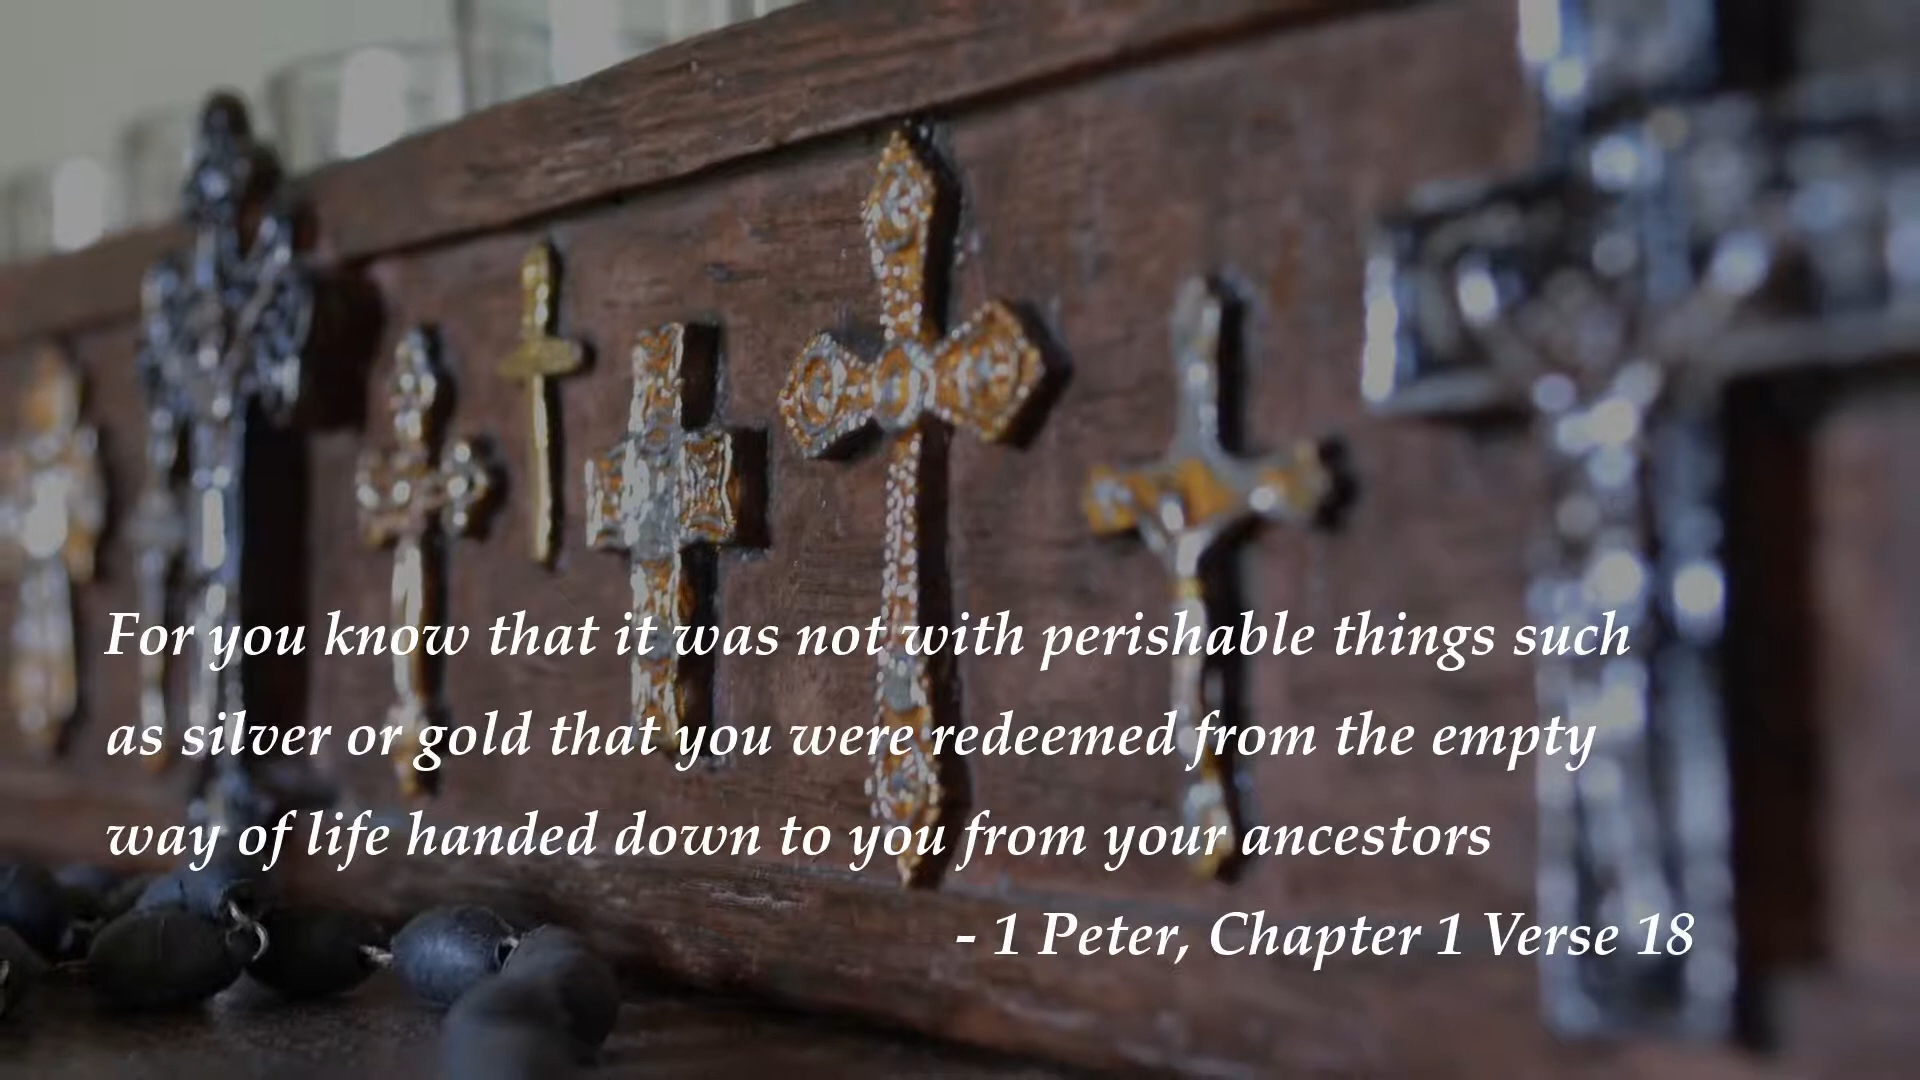 For you know that it was not with perishable things such
as silver or gold that you were redeemed from the empty
way of life handed down to you from your ancestors
- 1 Peter, Chapter 1 Verse 18